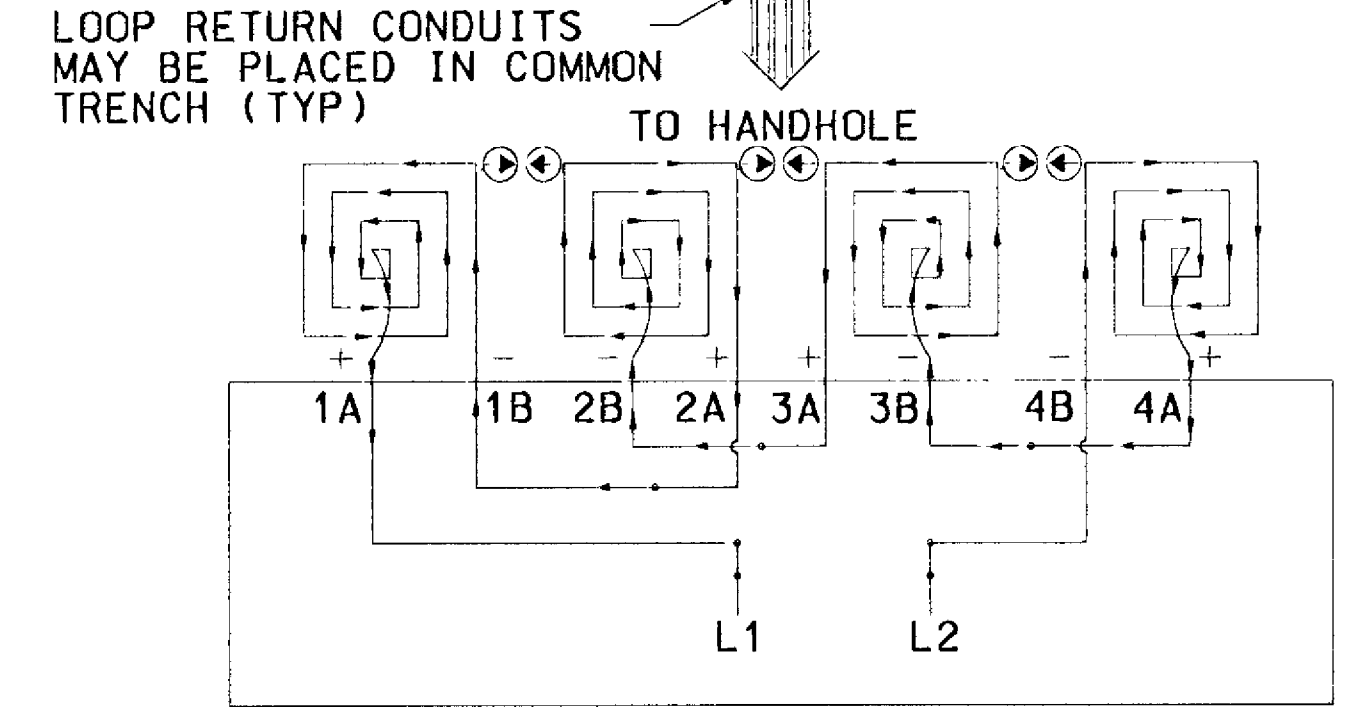 LOOP RETURN CONDUITS
MAY BE PLACED IN COMMON
TRENCH (TYP)
TO HANDHOLE
+ - - + + - - +
1A 1B 2B 2A 3A 3B 4B 4A
L1 L2